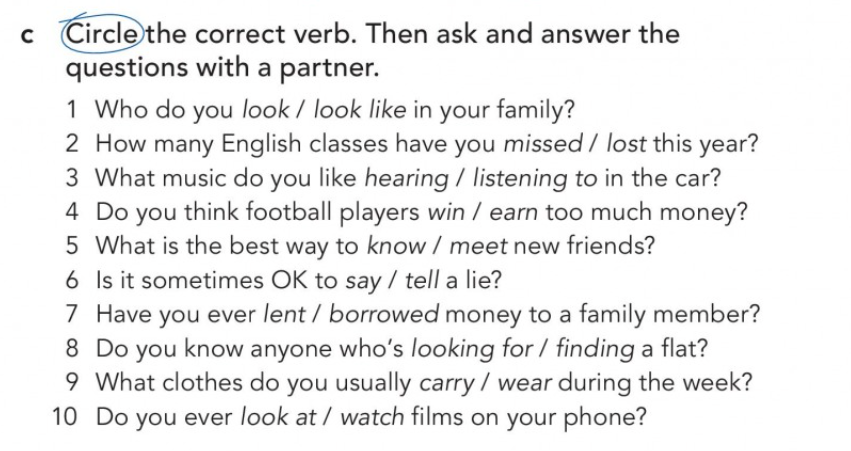 c Circle the correct verb. Then ask and answer the
questions with a partner.
1 Who do you look / look like in your family?
2 How many English classes have you missed / lost this year?
3 What music do you like hearing / listening to in the car?
4 Do you think football players win / earn too much money?
5 What is the best way to know / meet new friends?
6 Is it sometimes OK to say / tell a lie?
7 Have you ever lent / borrowed money to a family member?
8 Do you know anyone who's looking for / finding a flat?
9 What clothes do you usually carry / wear during the week?
10 Do you ever look at / watch films on your phone?